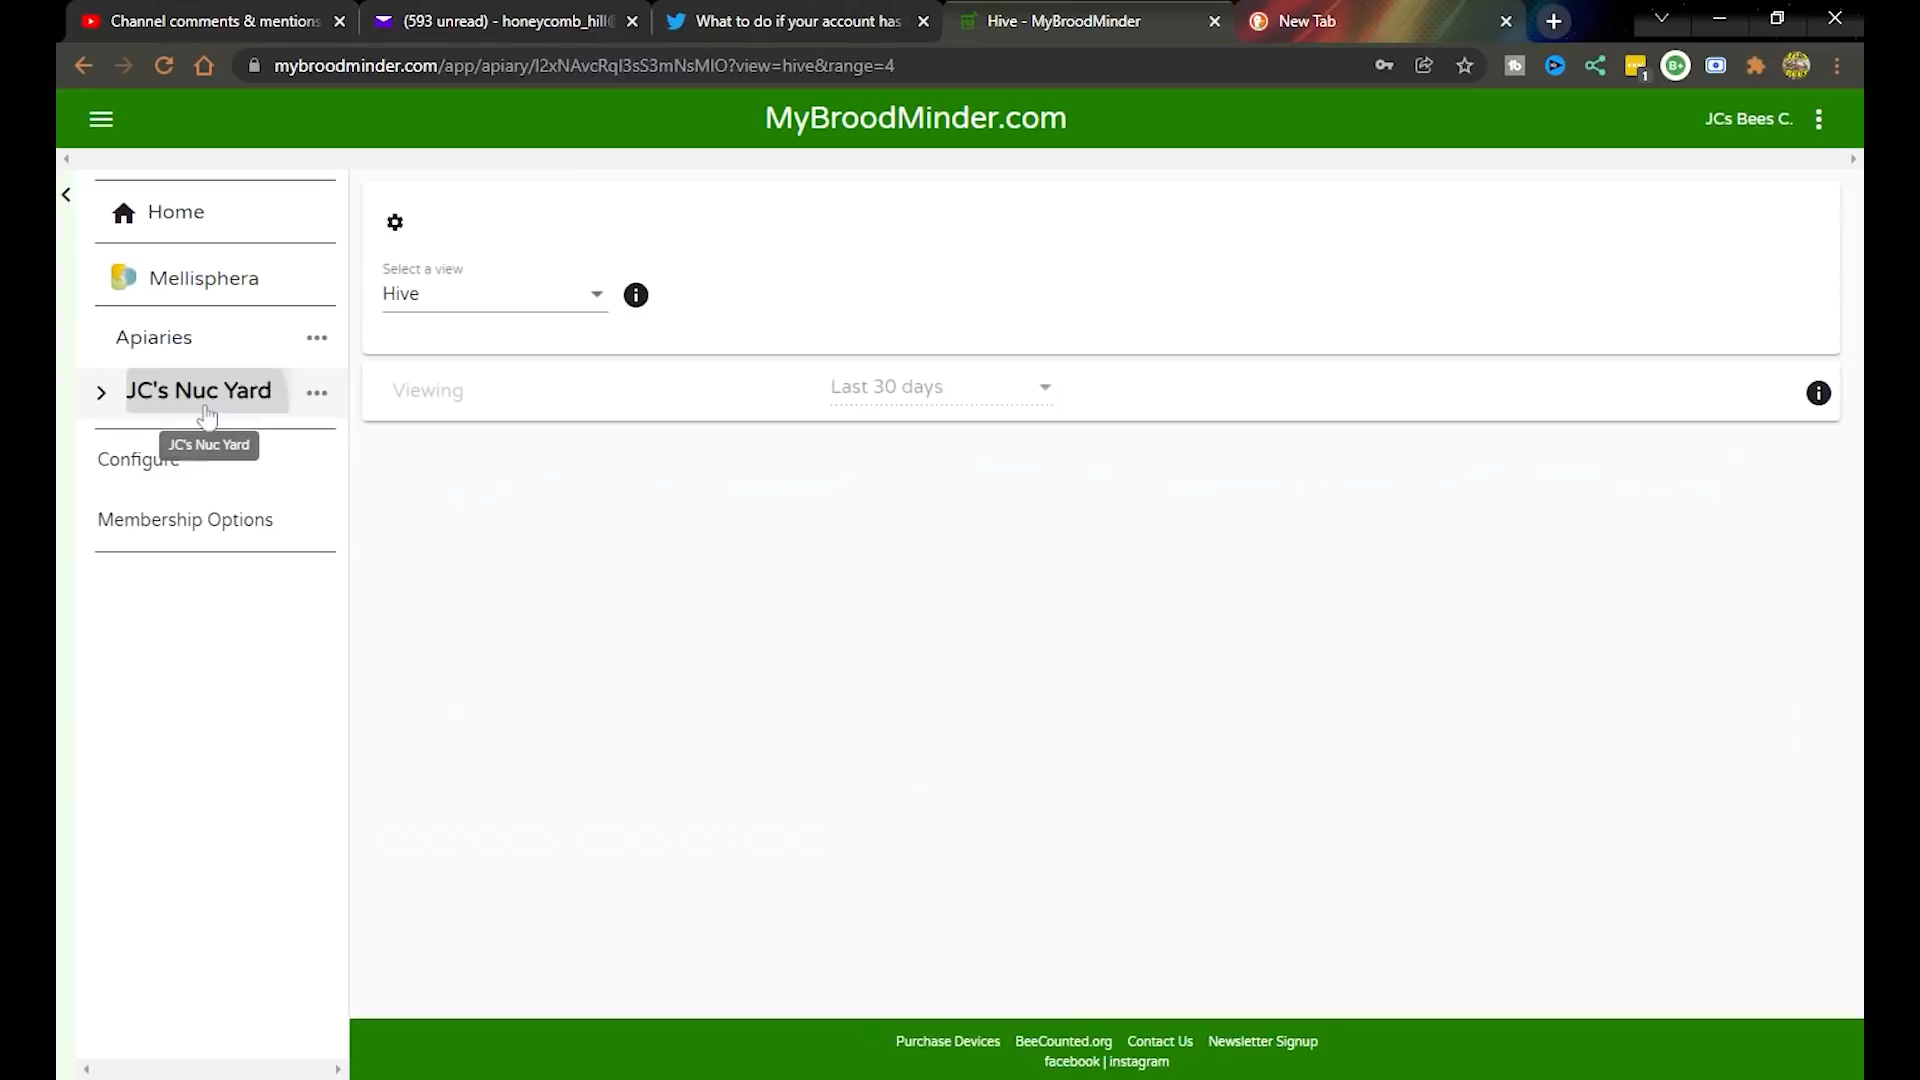 Channel comments & mentions
(593 unread) - honeycomb_hill@
What to do if your account has
Hive - MyBroodMinder
New Tab
mybroodminder.com/app/apiary/I2xNAvcRqI3sS3mNsMIO?view=hive&range=4
1
MyBroodMinder.com
JCs Bees C.
Home
Mellisphera
Apiaries
JC's Nuc Yard
JC's Nuc Yard
Configure
Membership Options
Select a view
Hive
Viewing
Last 30 days
Purchase Devices BeeCounted.org Contact Us Newsletter Signup
facebook | instagram